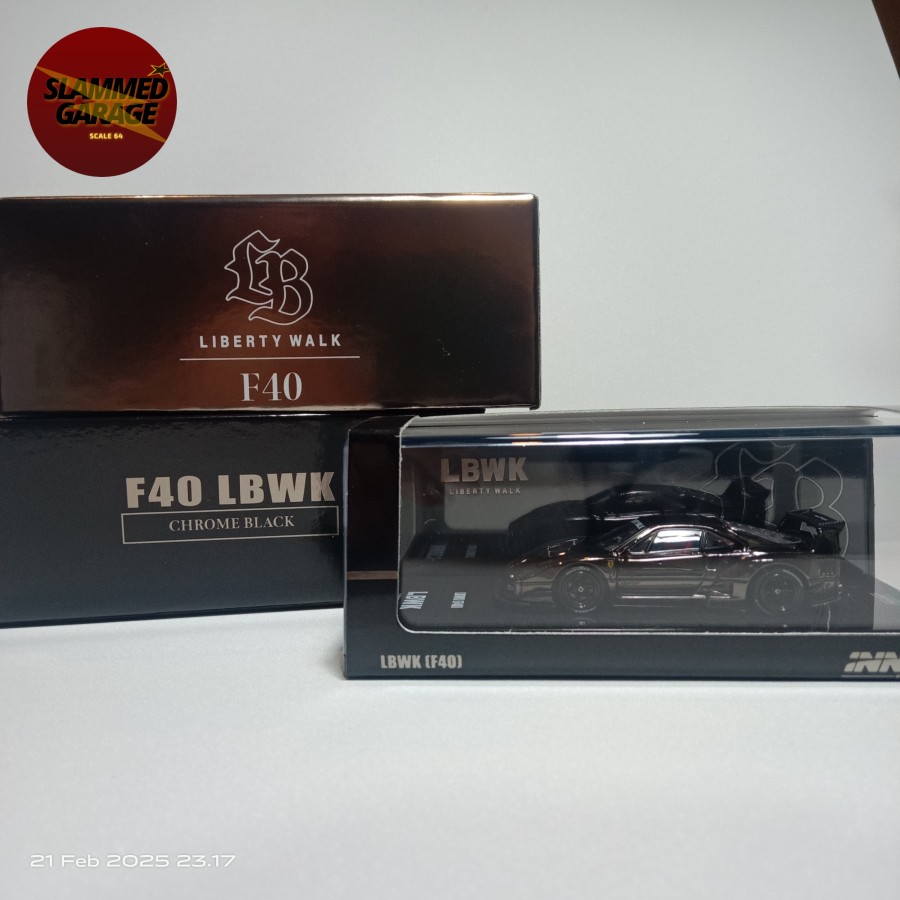 SLAMMED
GARAGE
SCALE 64
LB
LIBERTY WALK
F40
F40 LBWK
CHROME BLACK
LBWK
LIBERTY WALK
LBWK
LBWK (F40)
INN
21 Feb 2025 23.17